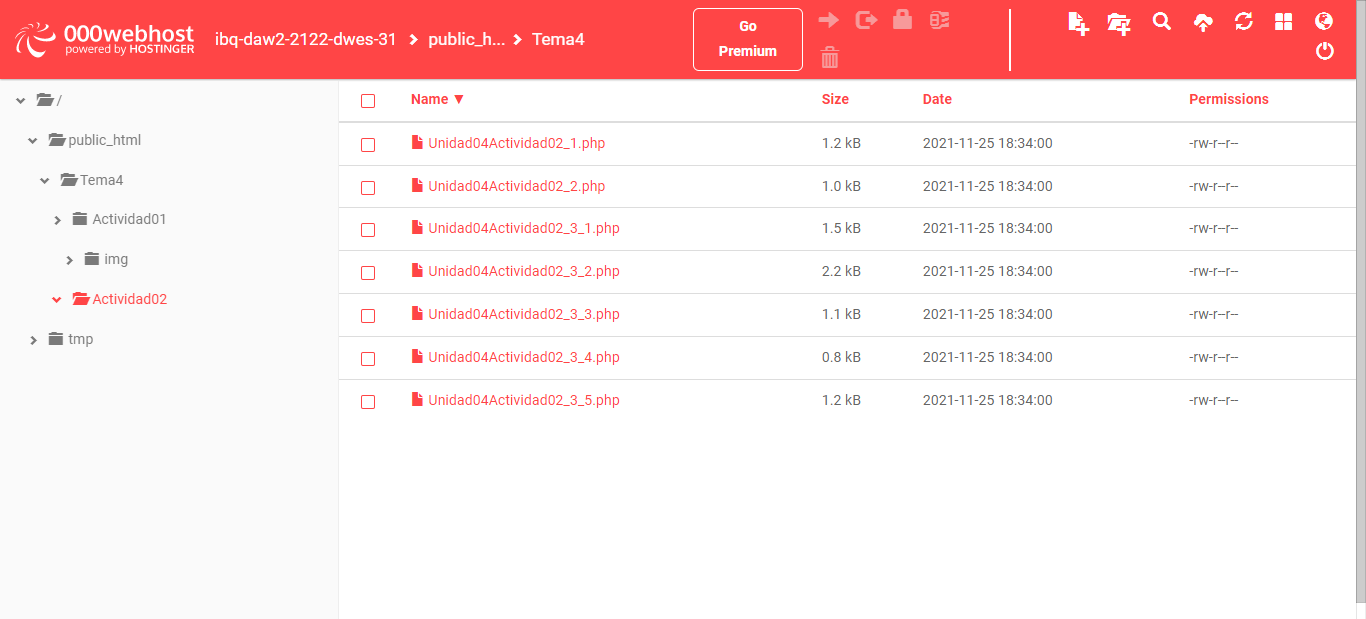 000webhost
powered by HOSTINGER
ibq-daw2-2122-dwes-31 > public_h... > Tema4
Go
Premium
/
public_html
Tema4
Actividad01
img
Actividad02
tmp
Name ▼ Size Date Permissions
Unidad04Actividad02_1.php 1.2 kB 2021-11-25 18:34:00 -rw-r--r--
Unidad04Actividad02_2.php 1.0 kB 2021-11-25 18:34:00 -rw-r--r--
Unidad04Actividad02_3_1.php 1.5 kB 2021-11-25 18:34:00 -rw-r--r--
Unidad04Actividad02_3_2.php 2.2 kB 2021-11-25 18:34:00 -rw-r--r--
Unidad04Actividad02_3_3.php 1.1 kB 2021-11-25 18:34:00 -rw-r--r--
Unidad04Actividad02_3_4.php 0.8 kB 2021-11-25 18:34:00 -rw-r--r--
Unidad04Actividad02_3_5.php 1.2 kB 2021-11-25 18:34:00 -rw-r--r--